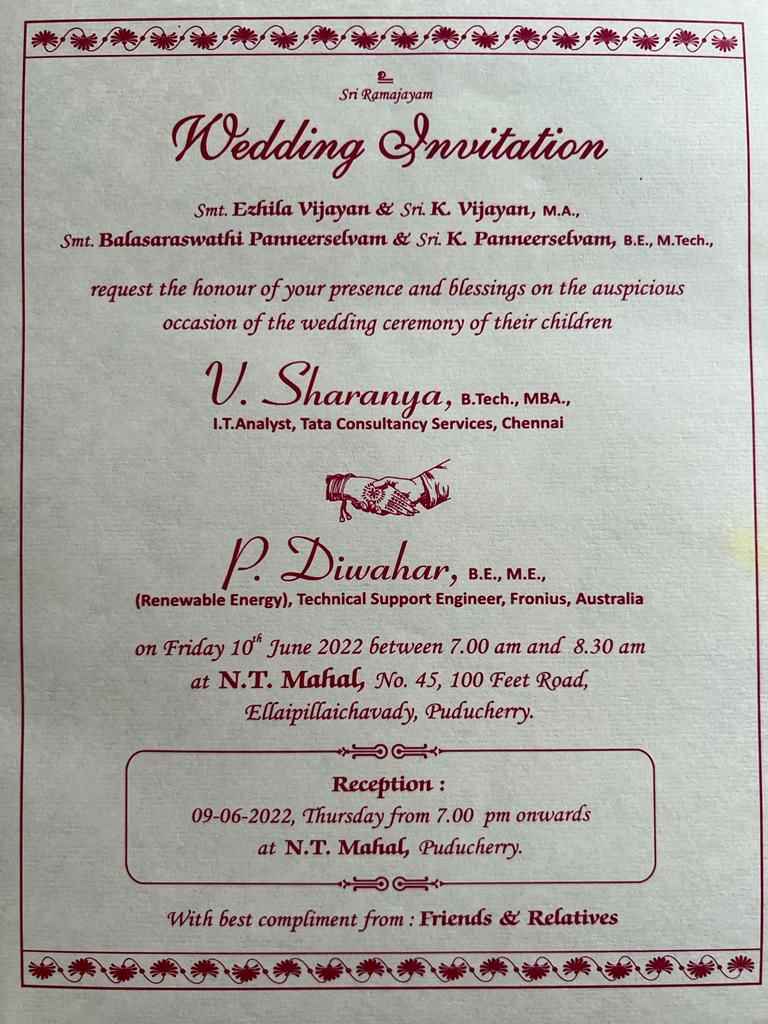 உ
Sri Ramajayam
Wedding Invitation
Smt. Ezhila Vijayan & Sri. K. Vijayan, M.A.,
Smt. Balasaraswathi Panneerselvam & Sri. K. Panneerselvam, B.E., M.Tech.,
request the honour of your presence and blessings on the auspicious
occasion of the wedding ceremony of their children
V. Sharanya, B.Tech., MBA.,
I.T.Analyst, Tata Consultancy Services, Chennai
P. Diwahar, B.E., M.E.,
(Renewable Energy), Technical Support Engineer, Fronius, Australia
on Friday 10th June 2022 between 7.00 am and 8.30 am
at N.T. Mahal, No. 45, 100 Feet Road,
Ellaipillaichavady, Puducherry.
Reception :
09-06-2022, Thursday from 7.00 pm onwards
at N.T. Mahal, Puducherry.
With best compliment from : Friends & Relatives